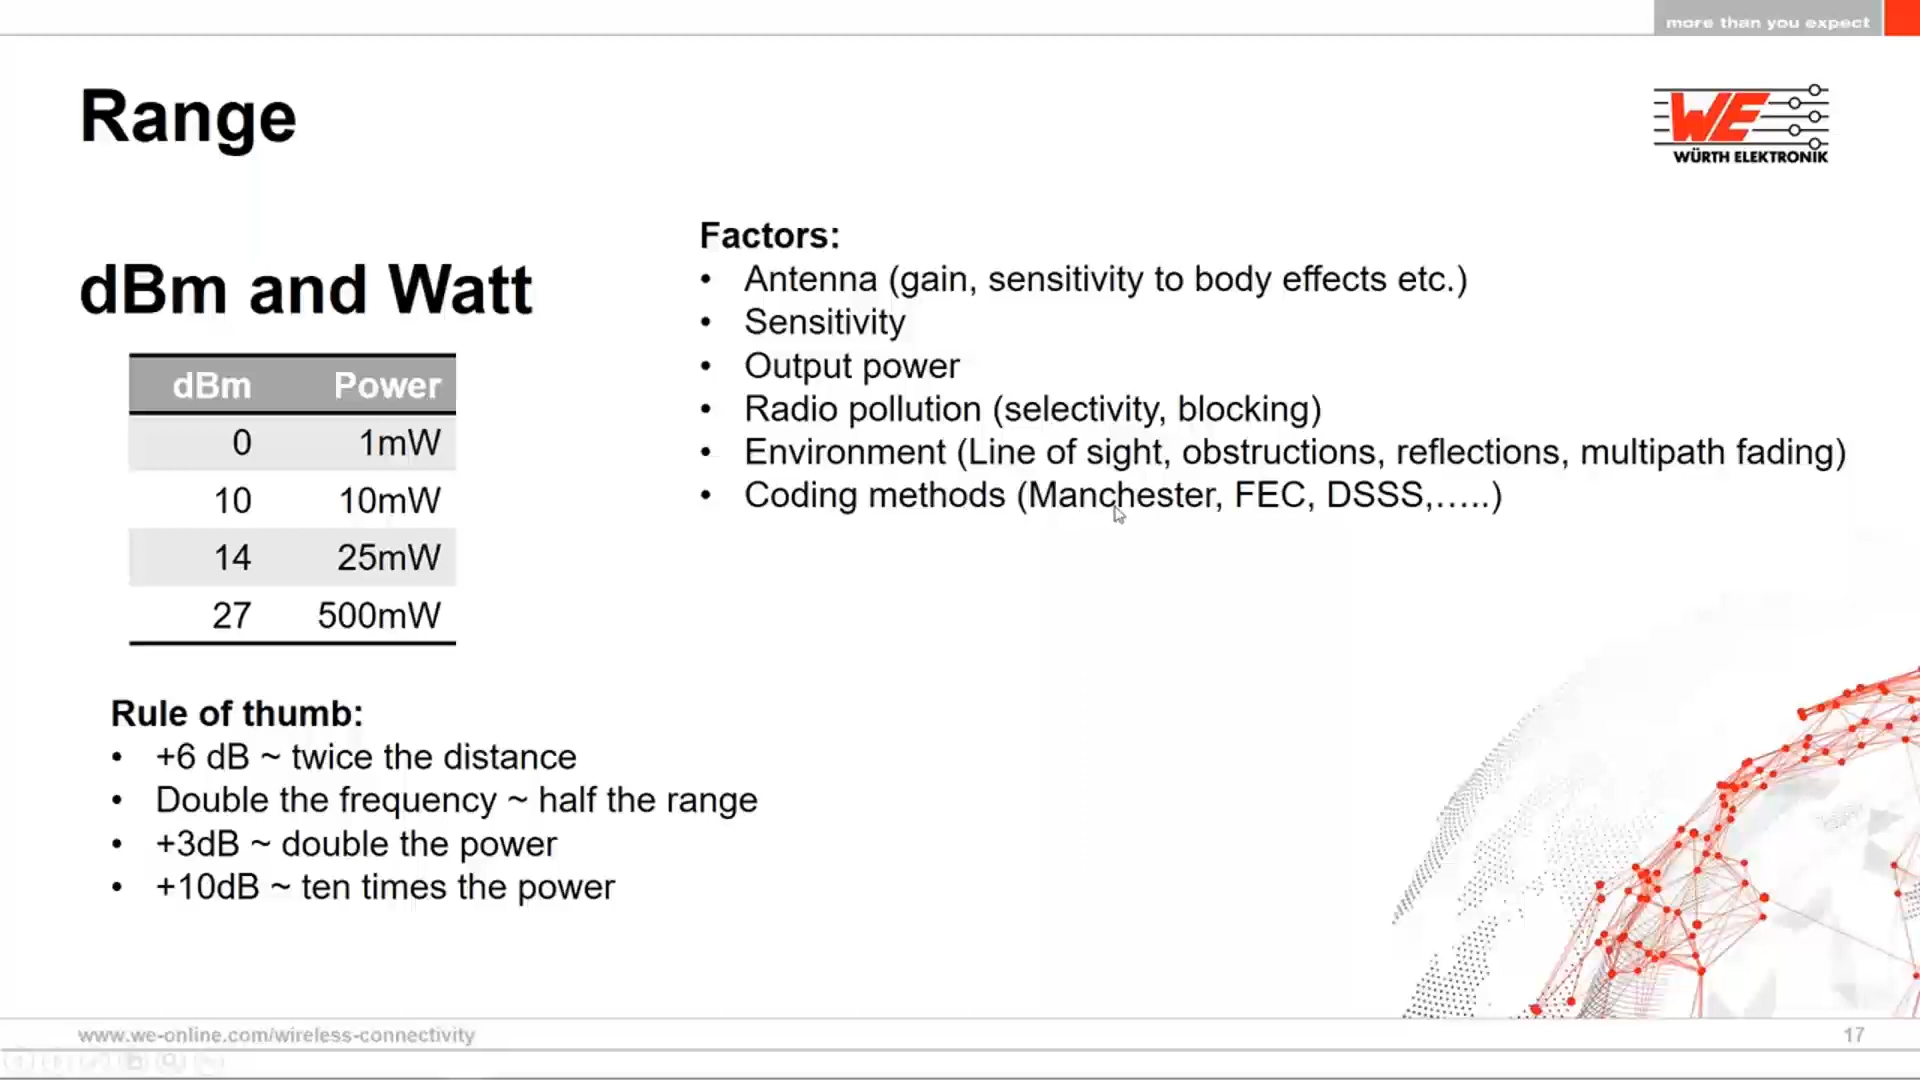 more than you expect
Range
WE
WÜRTH ELEKTRONIK
dBm and Watt
dBm Power
0 1mW
10 10mW
14 25mW
27 500mW
Rule of thumb:
• +6 dB ~ twice the distance
• Double the frequency ~ half the range
• +3dB ~ double the power
• +10dB ~ ten times the power
Factors:
• Antenna (gain, sensitivity to body effects etc.)
• Sensitivity
• Output power
• Radio pollution (selectivity, blocking)
• Environment (Line of sight, obstructions, reflections, multipath fading)
• Coding methods (Manchester, FEC, DSSS,…..)
www.we-online.com/wireless-connectivity
17